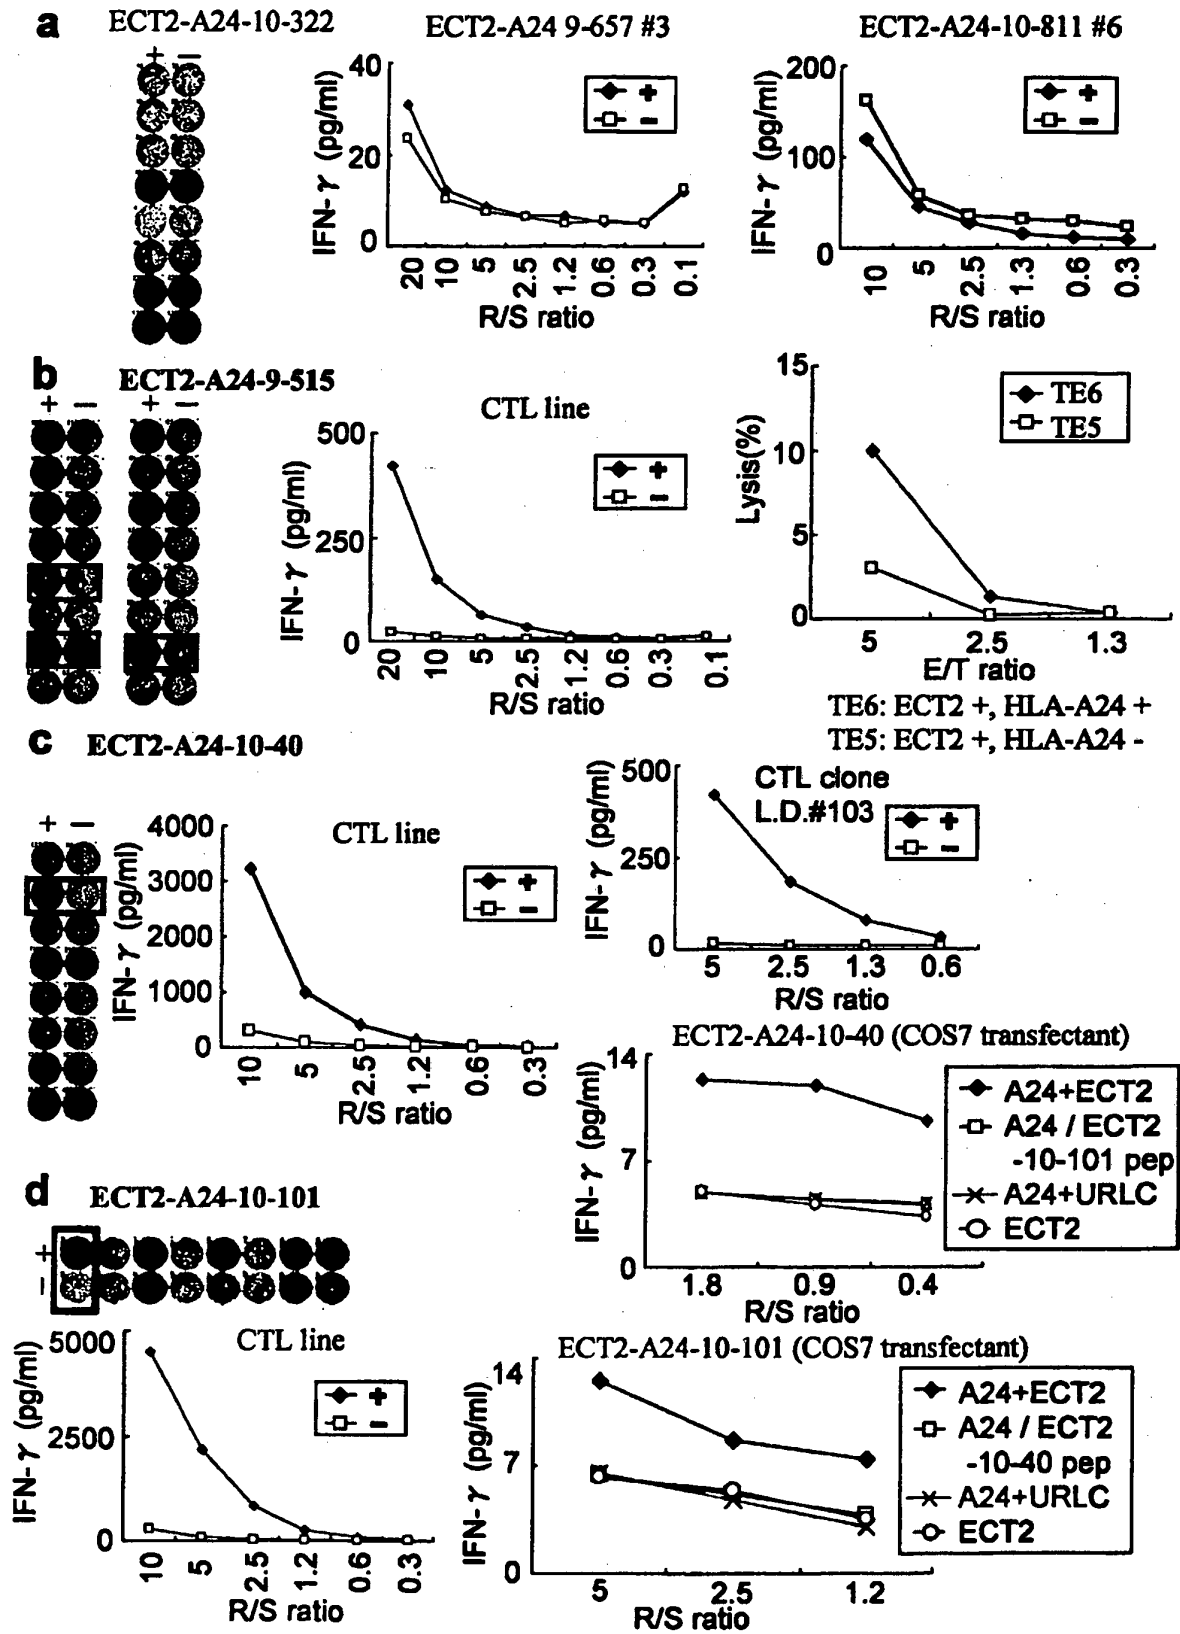 a
ECT2-A24-10-322
+ −
ECT2-A24 9-657 #3
IFN-γ (pg/ml)
40
20
0
+
−
20 10 5 2.5 1.2 0.6 0.3 0.1
R/S ratio
ECT2-A24-10-811 #6
IFN-γ (pg/ml)
200
100
0
+
−
10 5 2.5 1.3 0.6 0.3
R/S ratio
b
ECT2-A24-9-515
+ − + −
CTL line
IFN-γ (pg/ml)
500
250
0
+
−
20 10 5 2.5 1.2 0.6 0.3 0.1
R/S ratio
Lysis(%)
15
10
5
0
TE6
TE5
5 2.5 1.3
E/T ratio
TE6: ECT2 +, HLA-A24 +
TE5: ECT2 +, HLA-A24 -
c
ECT2-A24-10-40
+ −
CTL line
IFN-γ (pg/ml)
4000
3000
2000
1000
0
+
−
10 5 2.5 1.2 0.6 0.3
R/S ratio
CTL clone
L.D.#103
IFN-γ (pg/ml)
500
250
0
+
−
5 2.5 1.3 0.6
R/S ratio
ECT2-A24-10-40 (COS7 transfectant)
IFN-γ (pg/ml)
14
7
0
A24+ECT2
A24 / ECT2
-10-101 pep
A24+URLC
ECT2
1.8 0.9 0.4
R/S ratio
d
ECT2-A24-10-101
+
−
CTL line
IFN-γ (pg/ml)
5000
2500
0
+
−
10 5 2.5 1.2 0.6 0.3
R/S ratio
ECT2-A24-10-101 (COS7 transfectant)
IFN-γ (pg/ml)
14
7
0
A24+ECT2
A24 / ECT2
-10-40 pep
A24+URLC
ECT2
5 2.5 1.2
R/S ratio